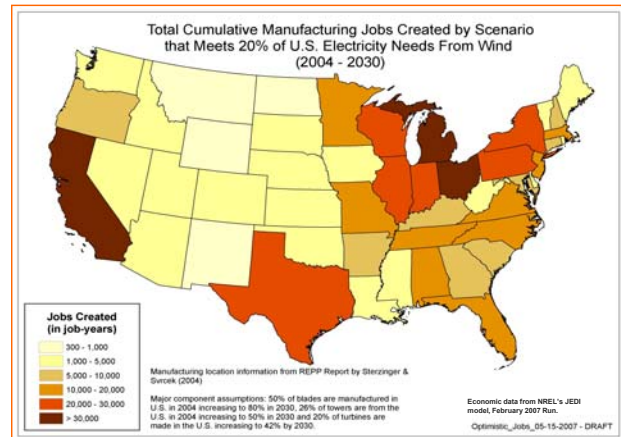 Total Cumulative Manufacturing Jobs Created by Scenario
that Meets 20% of U.S. Electricity Needs From Wind
(2004 - 2030)
Jobs Created
(in job-years)
300 - 1,000
1,000 - 5,000
5,000 - 10,000
10,000 - 20,000
20,000 - 30,000
> 30,000
Manufacturing location information from REPP Report by Sterzinger &
Svrcek (2004)
Major component assumptions: 50% of blades are manufactured in
U.S. in 2004 increasing to 80% in 2030, 26% of towers are from the
U.S. in 2004 increasing to 50% in 2030 and 20% of turbines are
made in the U.S. increasing to 42% by 2030.
Economic data from NREL's JEDI
model, February 2007 Run.
Optimistic_Jobs_05-15-2007 - DRAFT